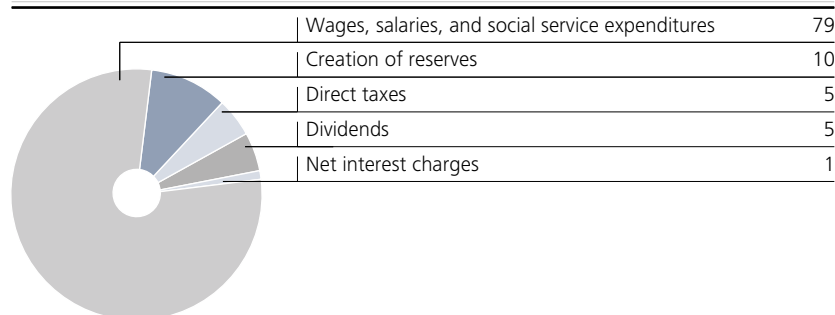 Wages, salaries, and social service expenditures 79
Creation of reserves 10
Direct taxes 5
Dividends 5
Net interest charges 1